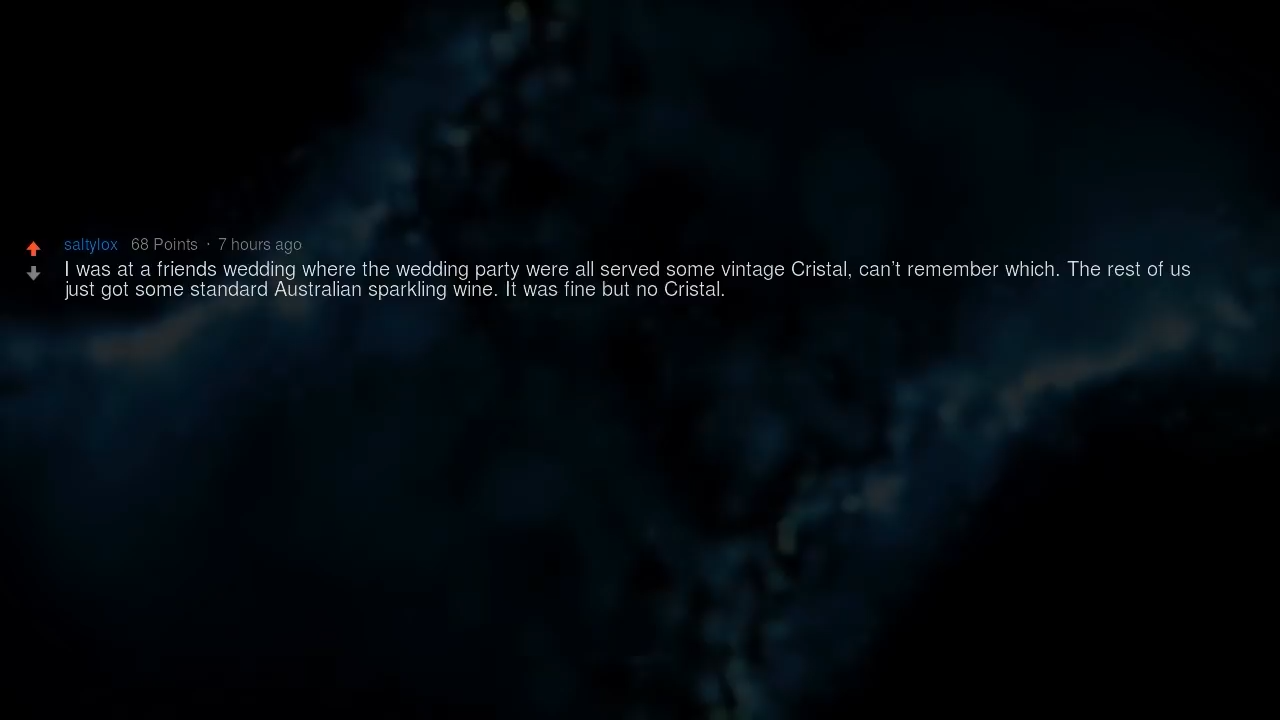 saltylox 68 Points · 7 hours ago
I was at a friends wedding where the wedding party were all served some vintage Cristal, can't remember which. The rest of us
just got some standard Australian sparkling wine. It was fine but no Cristal.